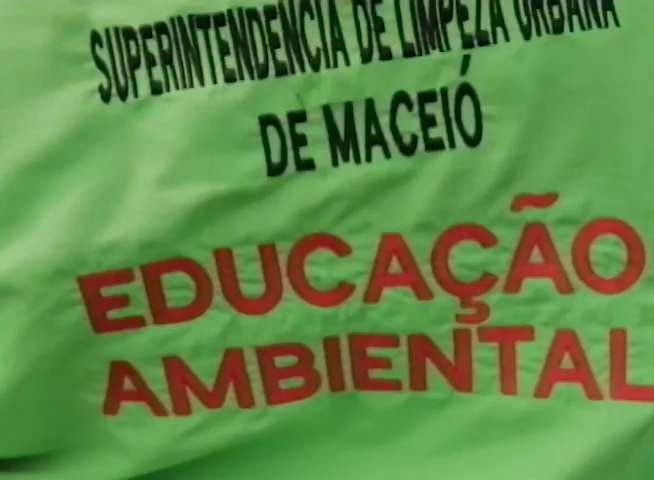 SUPERINTENDENCIA DE LIMPEZA URBANA
DE MACEIÓ
EDUCAÇÃO
AMBIENTAL